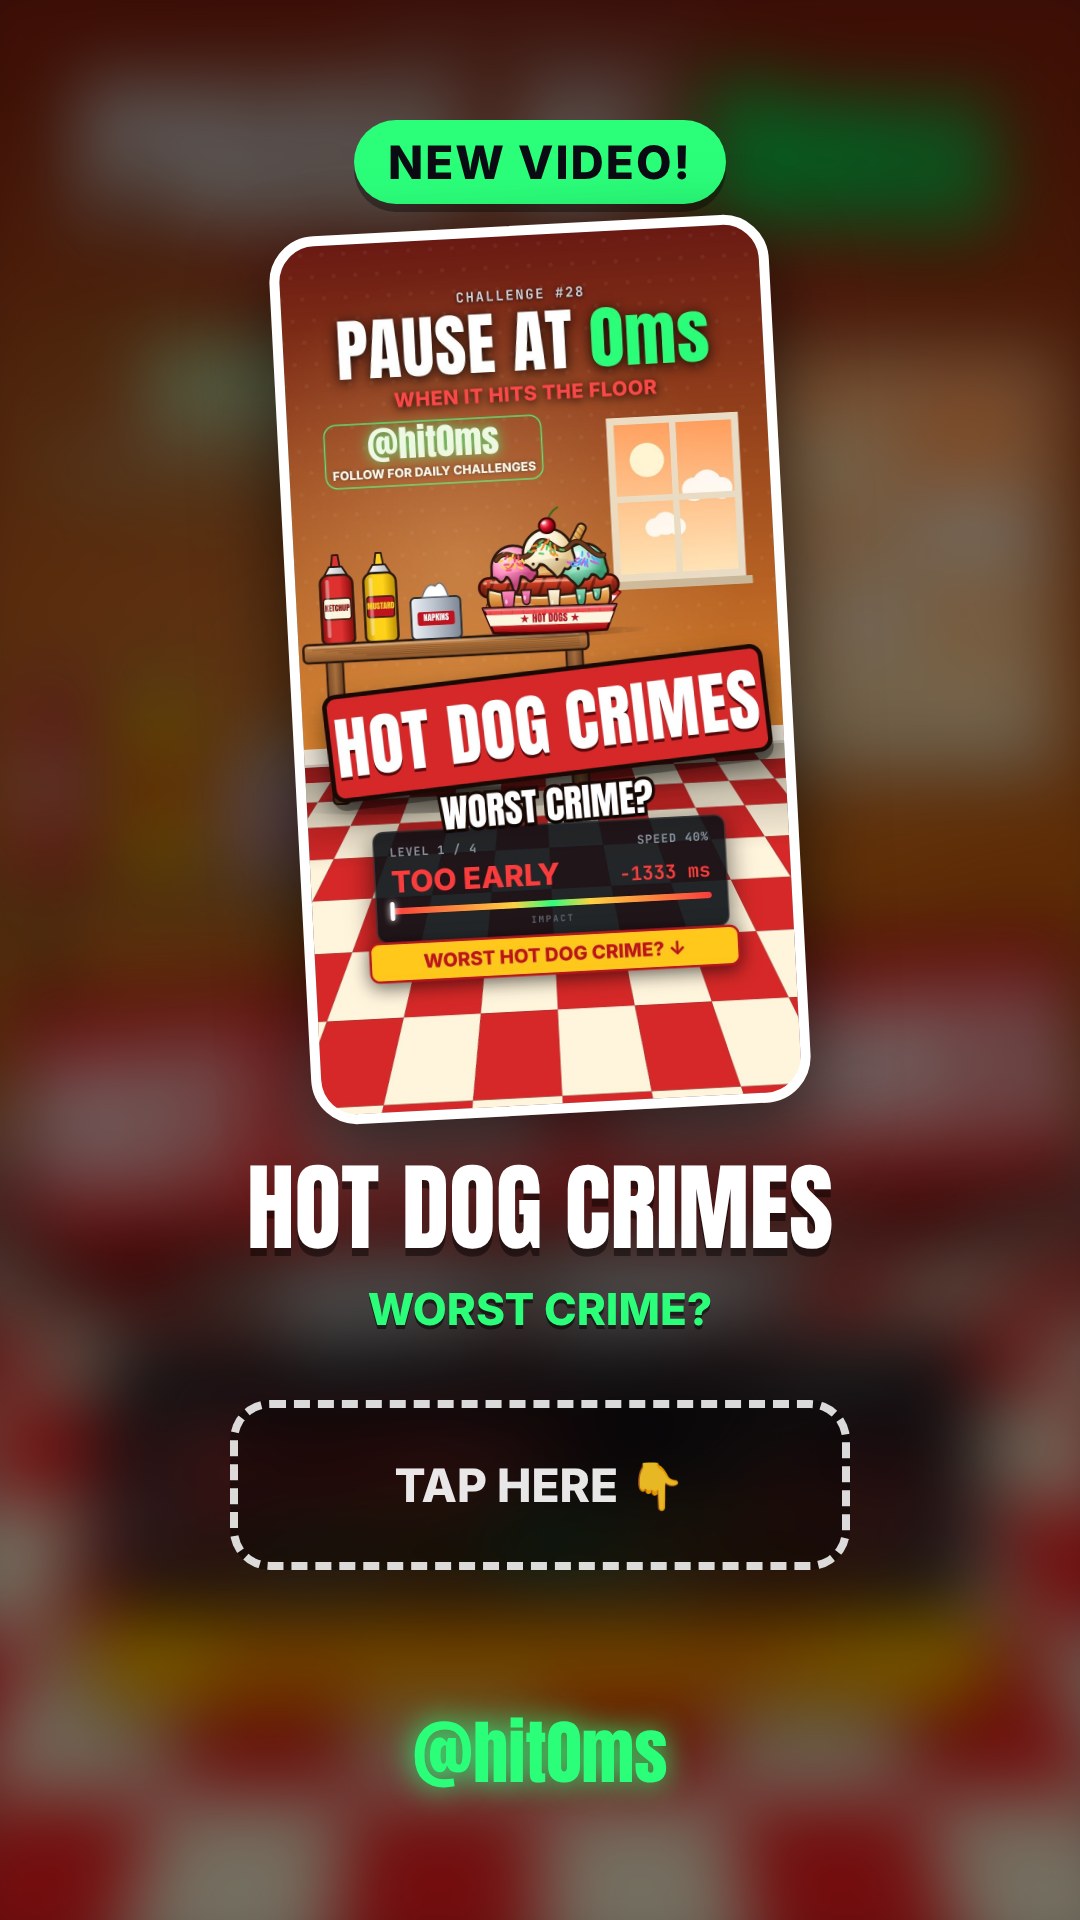 NEW VIDEO!
CHALLENGE #28
PAUSE AT 0ms
WHEN IT HITS THE FLOOR
@hit0ms
FOLLOW FOR DAILY CHALLENGES
KETCHUP
MUSTARD
NAPKINS
★ HOT DOGS ★
HOT DOG CRIMES
WORST CRIME?
LEVEL 1 / 4
SPEED 40%
TOO EARLY
-1333 ms
IMPACT
WORST HOT DOG CRIME? ↓
HOT DOG CRIMES
WORST CRIME?
TAP HERE 👇
@hit0ms